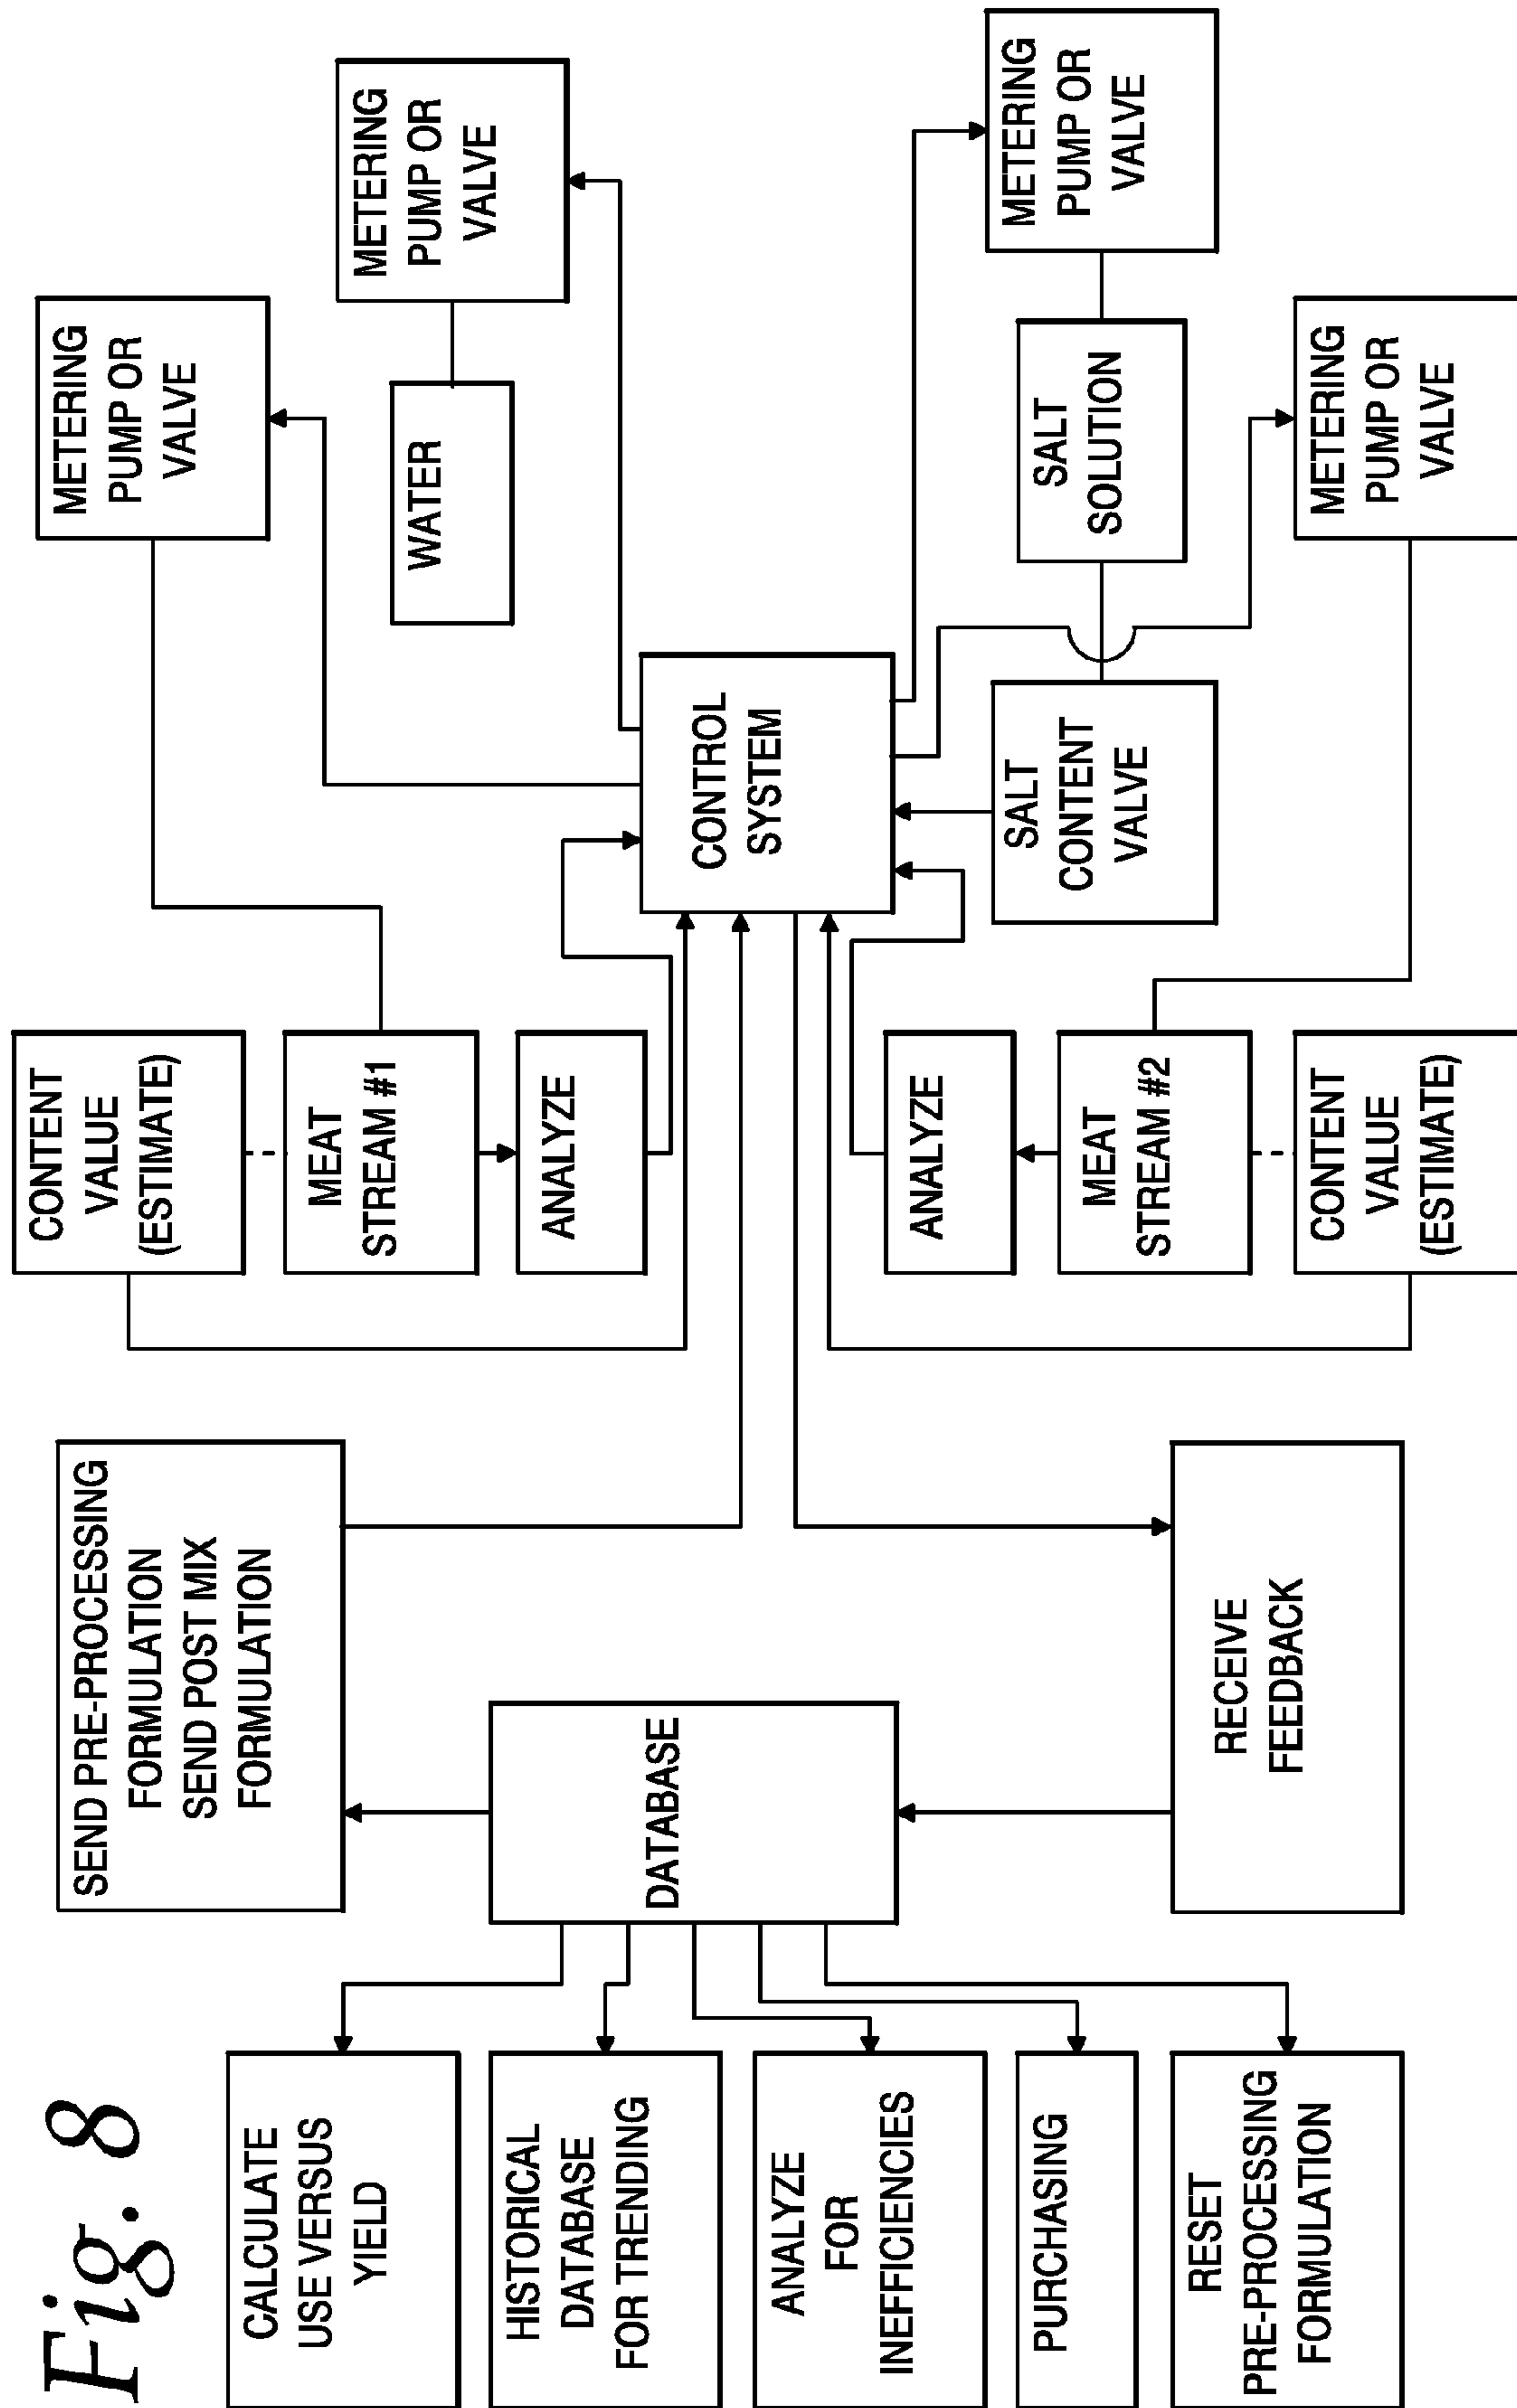 Fig. 8
CALCULATE
USE VERSUS
YIELD
HISTORICAL
DATABASE
FOR TRENDING
ANALYZE
FOR
INEFFICIENCIES
PURCHASING
RESET
PRE-PROCESSING
FORMULATION
SEND PRE-PROCESSING
FORMULATION
SEND POST MIX
FORMULATION
DATABASE
RECEIVE
FEEDBACK
CONTENT
VALUE
(ESTIMATE)
MEAT
STREAM #1
ANALYZE
ANALYZE
MEAT
STREAM #2
CONTENT
VALUE
(ESTIMATE)
CONTROL
SYSTEM
SALT
CONTENT
VALVE
METERING
PUMP OR
VALVE
WATER
METERING
PUMP OR
VALVE
SALT
SOLUTION
METERING
PUMP OR
VALVE
METERING
PUMP OR
VALVE